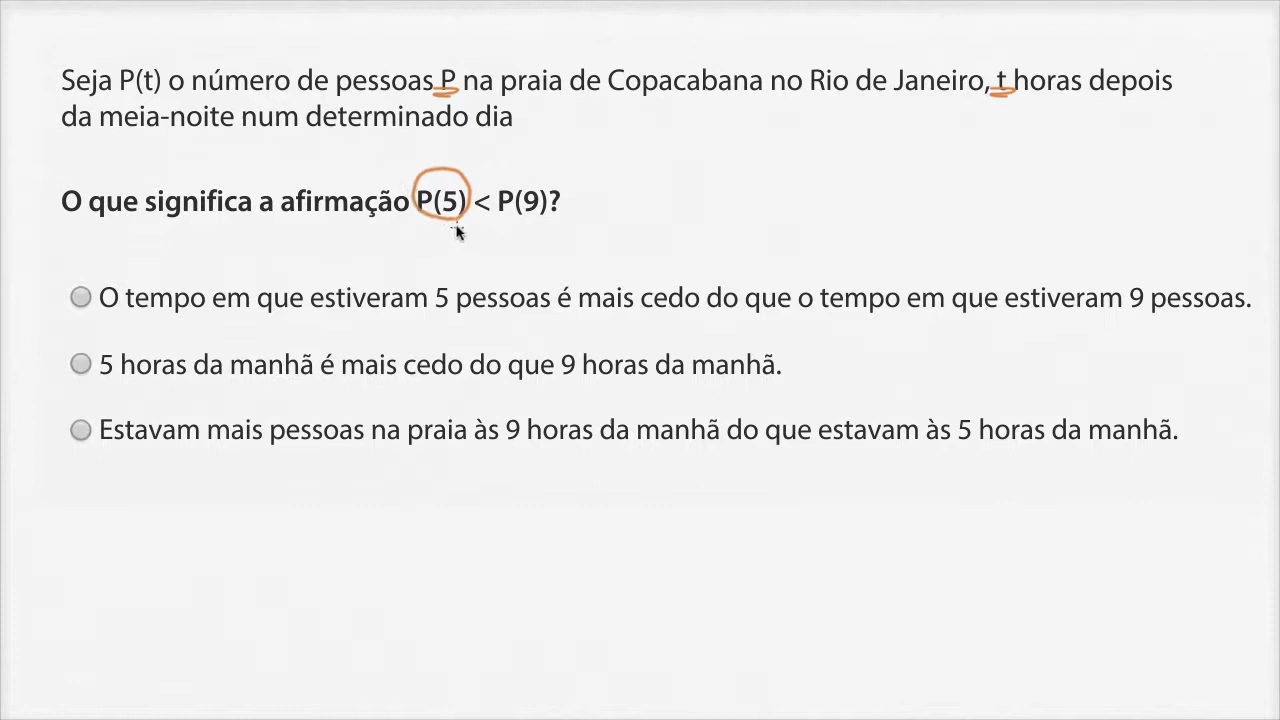 Seja P(t) o número de pessoas P na praia de Copacabana no Rio de Janeiro, t horas depois
da meia-noite num determinado dia
O que significa a afirmação P(5) < P(9)?
O tempo em que estiveram 5 pessoas é mais cedo do que o tempo em que estiveram 9 pessoas.
5 horas da manhã é mais cedo do que 9 horas da manhã.
Estavam mais pessoas na praia às 9 horas da manhã do que estavam às 5 horas da manhã.